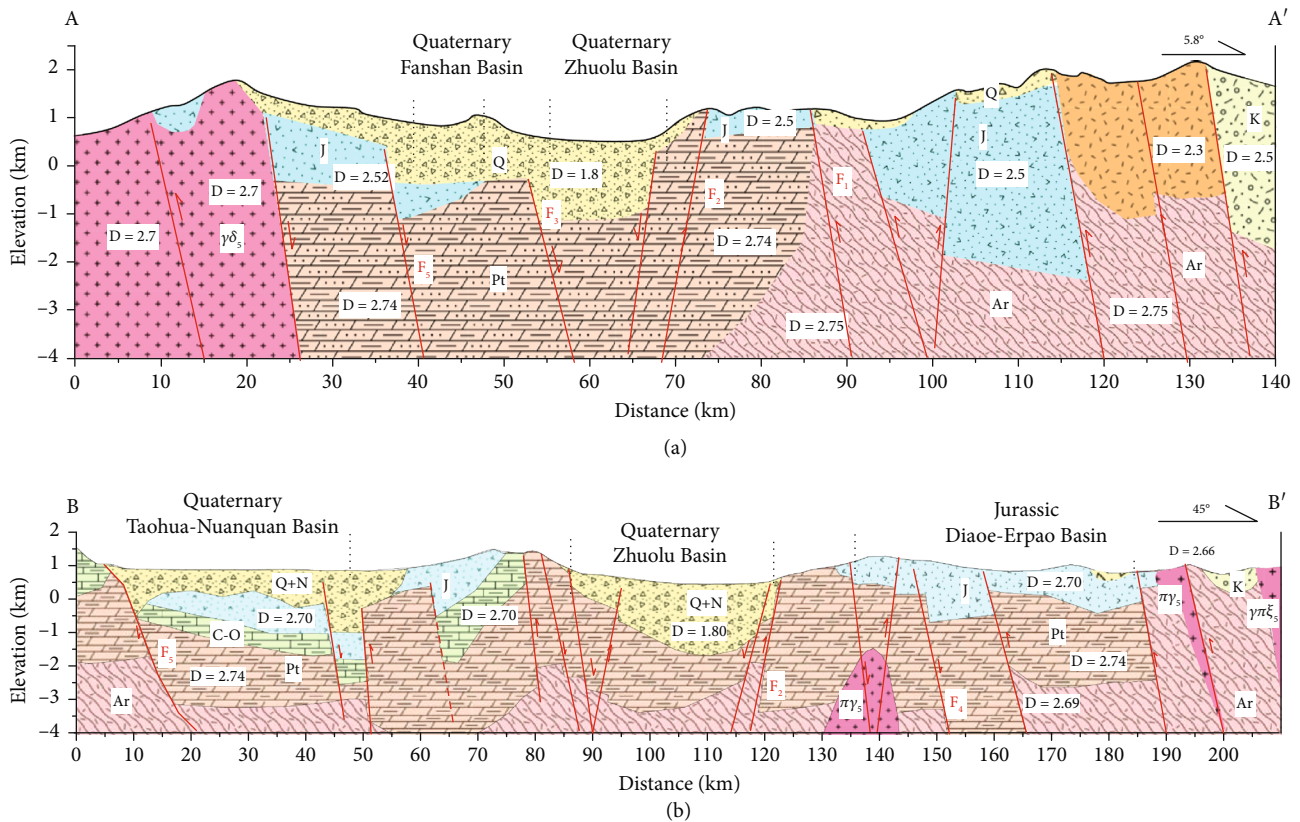 A
A′
Quaternary
Fanshan Basin
Quaternary
Zhuolu Basin
5.8°
Elevation (km)
2
1
0
−1
−2
−3
−4
J
D = 2.52
Q
D = 1.8
J
D = 2.5
Q
J
D = 2.5
D = 2.3
K
D = 2.5
D = 2.7
D = 2.7
γδ₅
F₃
F₂
F₁
F₅
D = 2.74
Pt
D = 2.74
D = 2.75
Ar
D = 2.75
Ar
0 10 20 30 40 50 60 70 80 90 100 110 120 130 140
Distance (km)
(a)
B
B′
Quaternary
Taohua-Nuanquan Basin
Quaternary
Zhuolu Basin
Jurassic
Diaoe-Erpao Basin
45°
Elevation (km)
2
1
0
−1
−2
−3
−4
Q+N
D = 2.70
C-O
F₅
D = 2.74
Pt
Ar
J
D = 2.70
Q+N
D = 1.80
F₂
πγ₅
J
D = 2.70
Pt
D = 2.74
F₄
D = 2.69
D = 2.66
πγ₅
K
γπξ₅
Ar
0 10 20 30 40 50 60 70 80 90 100 110 120 130 140 150 160 170 180 190 200
Distance (km)
(b)